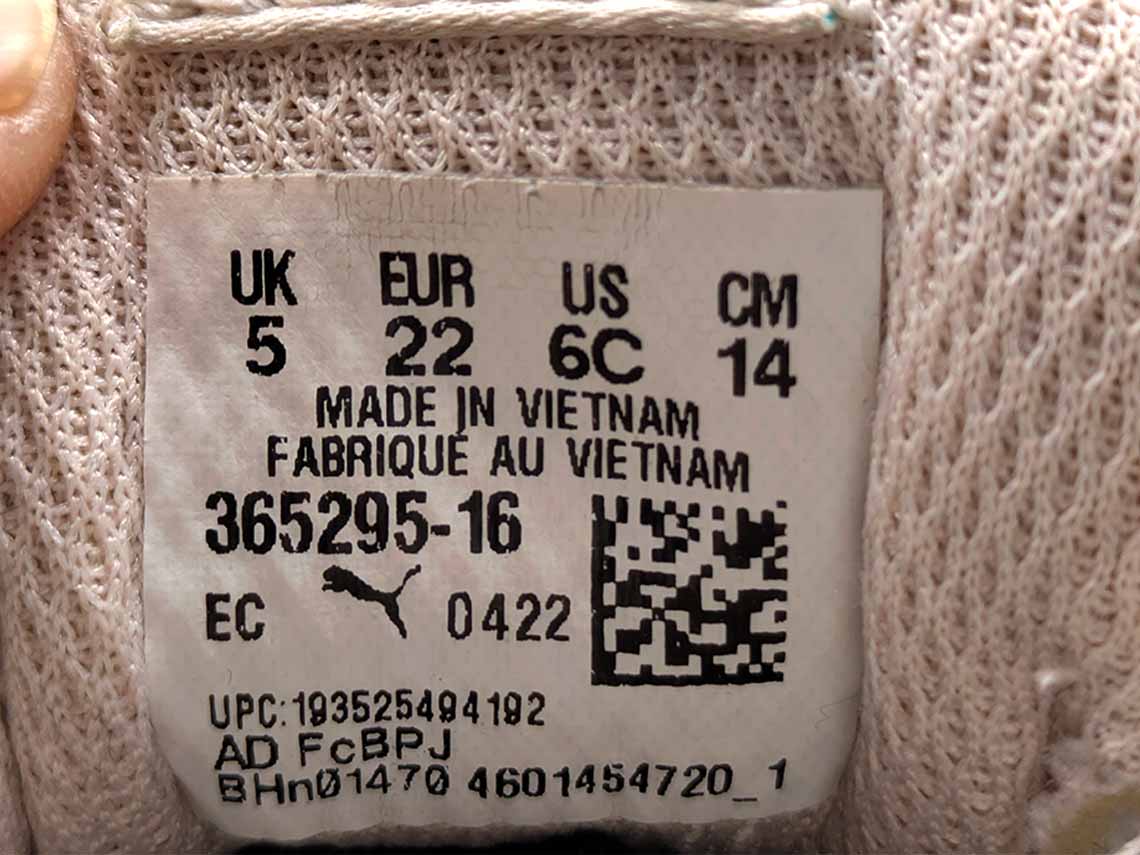 UK EUR US CM
5 22 6C 14
MADE IN VIETNAM
FABRIQUÉ AU VIETNAM
365295-16
EC 0422
UPC:193525494192
AD FcBPJ
BHnØ1470 4601454720_1